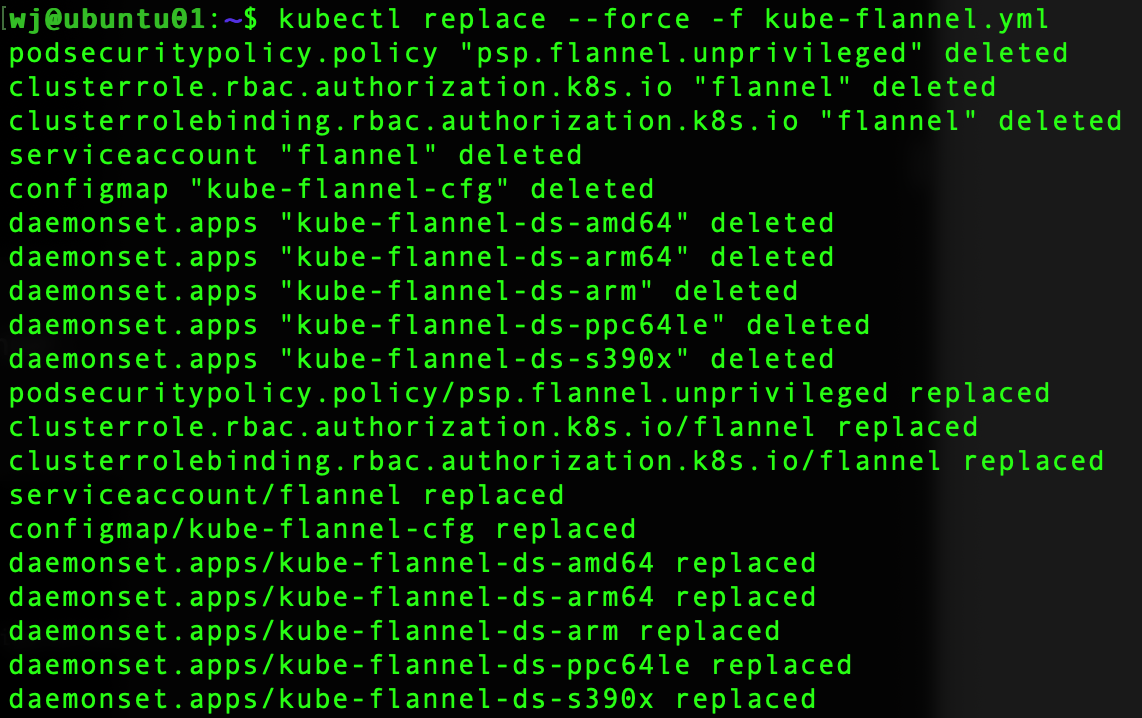 [wj@ubuntu01:~$ kubectl replace --force -f kube-flannel.yml
podsecuritypolicy.policy "psp.flannel.unprivileged" deleted
clusterrole.rbac.authorization.k8s.io "flannel" deleted
clusterrolebinding.rbac.authorization.k8s.io "flannel" deleted
serviceaccount "flannel" deleted
configmap "kube-flannel-cfg" deleted
daemonset.apps "kube-flannel-ds-amd64" deleted
daemonset.apps "kube-flannel-ds-arm64" deleted
daemonset.apps "kube-flannel-ds-arm" deleted
daemonset.apps "kube-flannel-ds-ppc64le" deleted
daemonset.apps "kube-flannel-ds-s390x" deleted
podsecuritypolicy.policy/psp.flannel.unprivileged replaced
clusterrole.rbac.authorization.k8s.io/flannel replaced
clusterrolebinding.rbac.authorization.k8s.io/flannel replaced
serviceaccount/flannel replaced
configmap/kube-flannel-cfg replaced
daemonset.apps/kube-flannel-ds-amd64 replaced
daemonset.apps/kube-flannel-ds-arm64 replaced
daemonset.apps/kube-flannel-ds-arm replaced
daemonset.apps/kube-flannel-ds-ppc64le replaced
daemonset.apps/kube-flannel-ds-s390x replaced